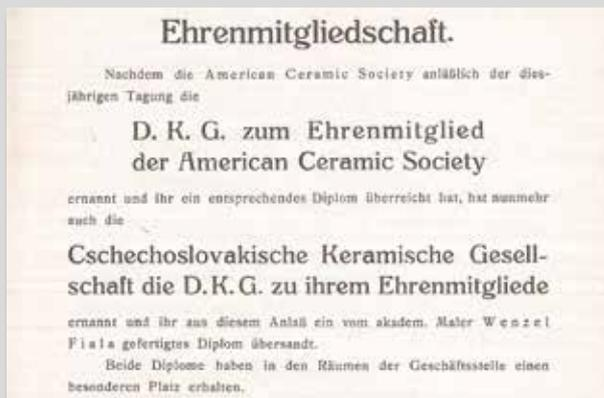 Ehrenmitgliedschaft.
Nachdem die American Ceramic Society anläßlich der dies-
jährigen Tagung die
D. K. G. zum Ehrenmitglied
der American Ceramic Society
ernannt und ihr ein entsprechendes Diplom überreicht hat, hat nunmehr
auch die
Cschechoslovakische Keramische Gesell-
schaft die D. K. G. zu ihrem Ehrenmitgliede
ernannt und ihr aus diesem Anlaß ein vom akadem. Maler Wenzel
Fiala gefertigtes Diplom übersandt.
Beide Diplome haben in den Räumen der Geschäftsstelle einen
besonderen Platz erhalten.